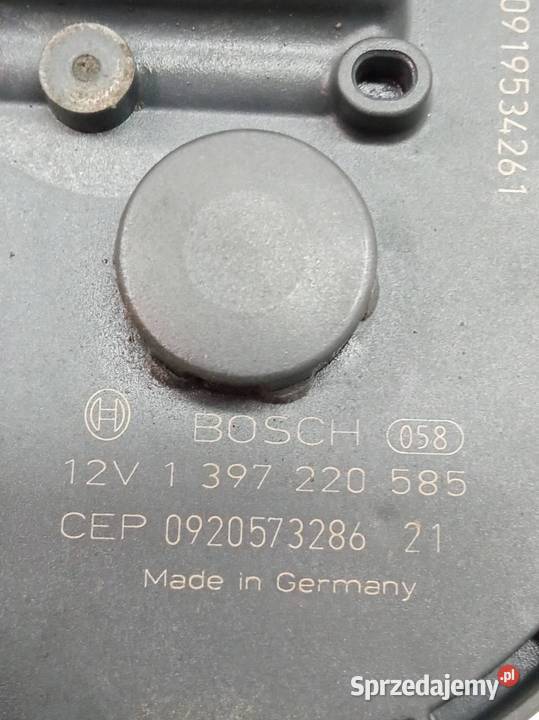 0919534261
BOSCH 058
12V 1 397 220 585
CEP 0920573286 21
Made in Germany
Sprzedajemy.pl